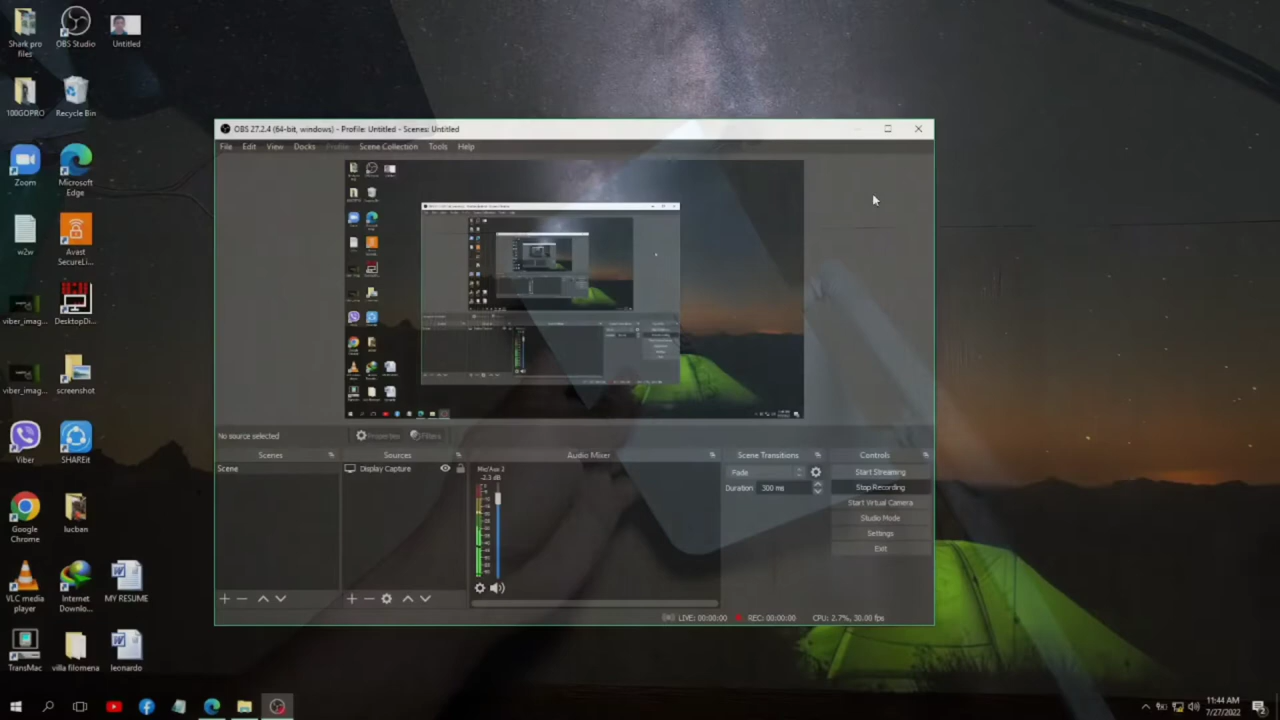 Shark pro
files
OBS Studio
Untitled
100GOPRO
Recycle Bin
Zoom
Microsoft
Edge
w2w
Avast
SecureLi...
viber_imag...
DesktopDi...
viber_imag...
screenshot
Viber
SHAREit
Google
Chrome
lucban
VLC media
player
Internet
Downlo...
MY RESUME
TransMac
villa filomena
leonardo
OBS 27.2.4 (64-bit, windows) - Profile: Untitled - Scenes: Untitled
File Edit View Docks Profile Scene Collection Tools Help
No source selected
Properties
Filters
Scenes
Sources
Audio Mixer
Scene Transitions
Controls
Scene
Display Capture
Mic/Aux 2
-2.3 dB
Fade
Duration 300 ms
Start Streaming
Stop Recording
Start Virtual Camera
Studio Mode
Settings
Exit
LIVE: 00:00:00
REC: 00:00:00
CPU: 2.7%, 30.00 fps
11:44 AM
7/27/2022
2